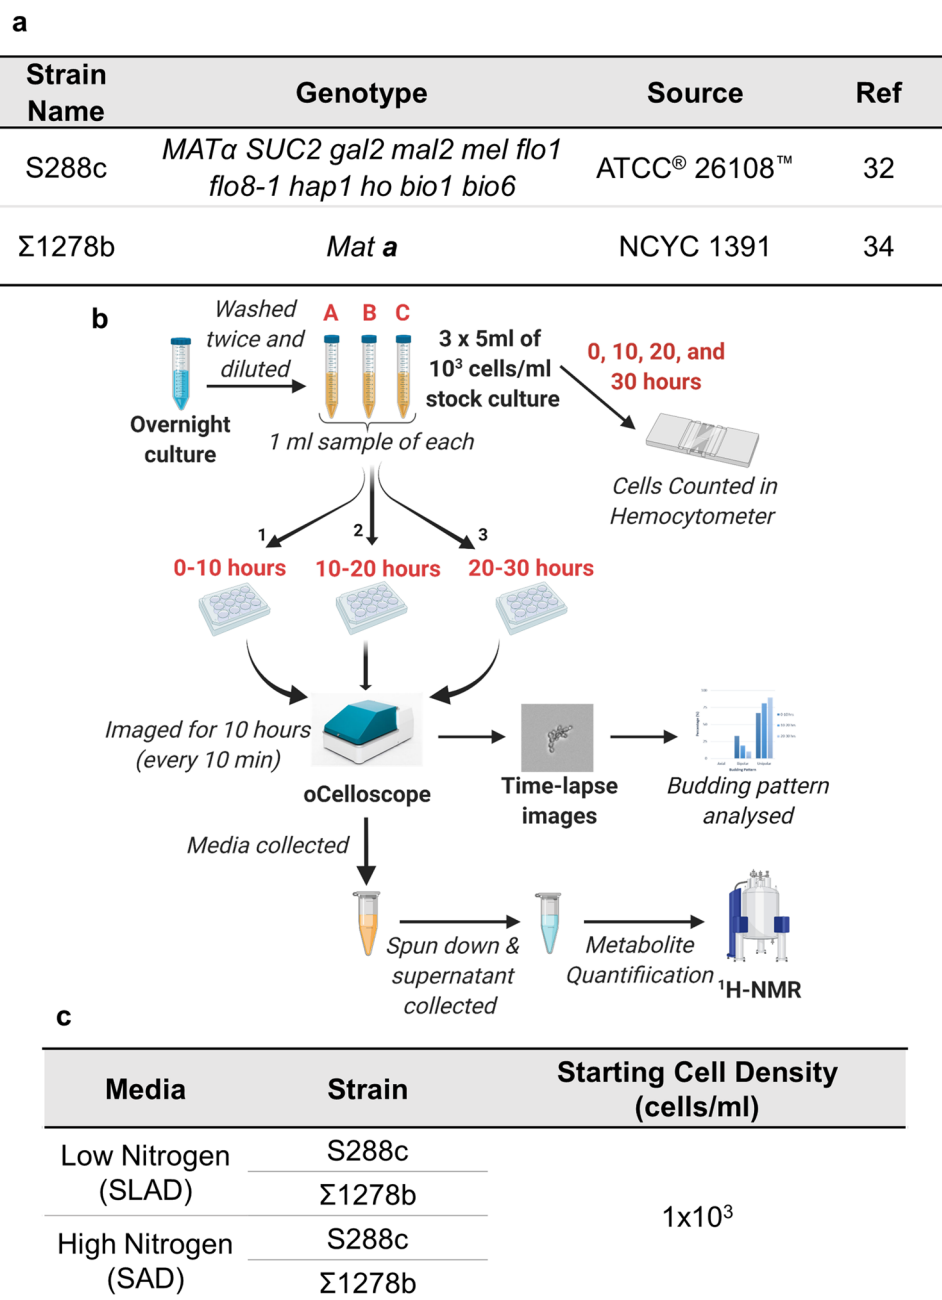 a
Strain Name
Genotype
Source
Ref
S288c
MATα SUC2 gal2 mal2 mel flo1
flo8-1 hap1 ho bio1 bio6
ATCC® 26108™
32
Σ1278b
Mat a
NCYC 1391
34
b
Washed
twice and
diluted
A B C
3 x 5ml of
10³ cells/ml
stock culture
0, 10, 20, and
30 hours
Overnight
culture
1 ml sample of each
Cells Counted in
Hemocytometer
1
2
3
0-10 hours
10-20 hours
20-30 hours
Imaged for 10 hours
(every 10 min)
oCelloscope
Time-lapse
images
Percentage (%)
Budding Pattern
Budding pattern
analysed
Media collected
Spun down &
supernatant
collected
Metabolite
Quantifiication
¹H-NMR
c
Media
Strain
Starting Cell Density
(cells/ml)
Low Nitrogen
(SLAD)
S288c
Σ1278b
High Nitrogen
(SAD)
S288c
Σ1278b
1x10³